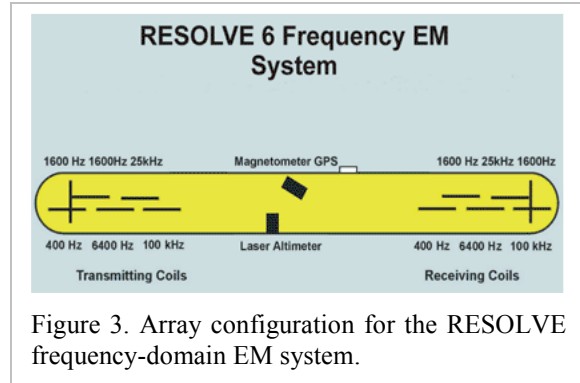 RESOLVE 6 Frequency EM
System
1600 Hz 1600Hz 25kHz
Magnetometer GPS
1600 Hz 25kHz 1600Hz
400 Hz 6400 Hz 100 kHz
Laser Altimeter
400 Hz 6400 Hz 100 kHz
Transmitting Coils
Receiving Coils
Figure 3. Array configuration for the RESOLVE
frequency-domain EM system.